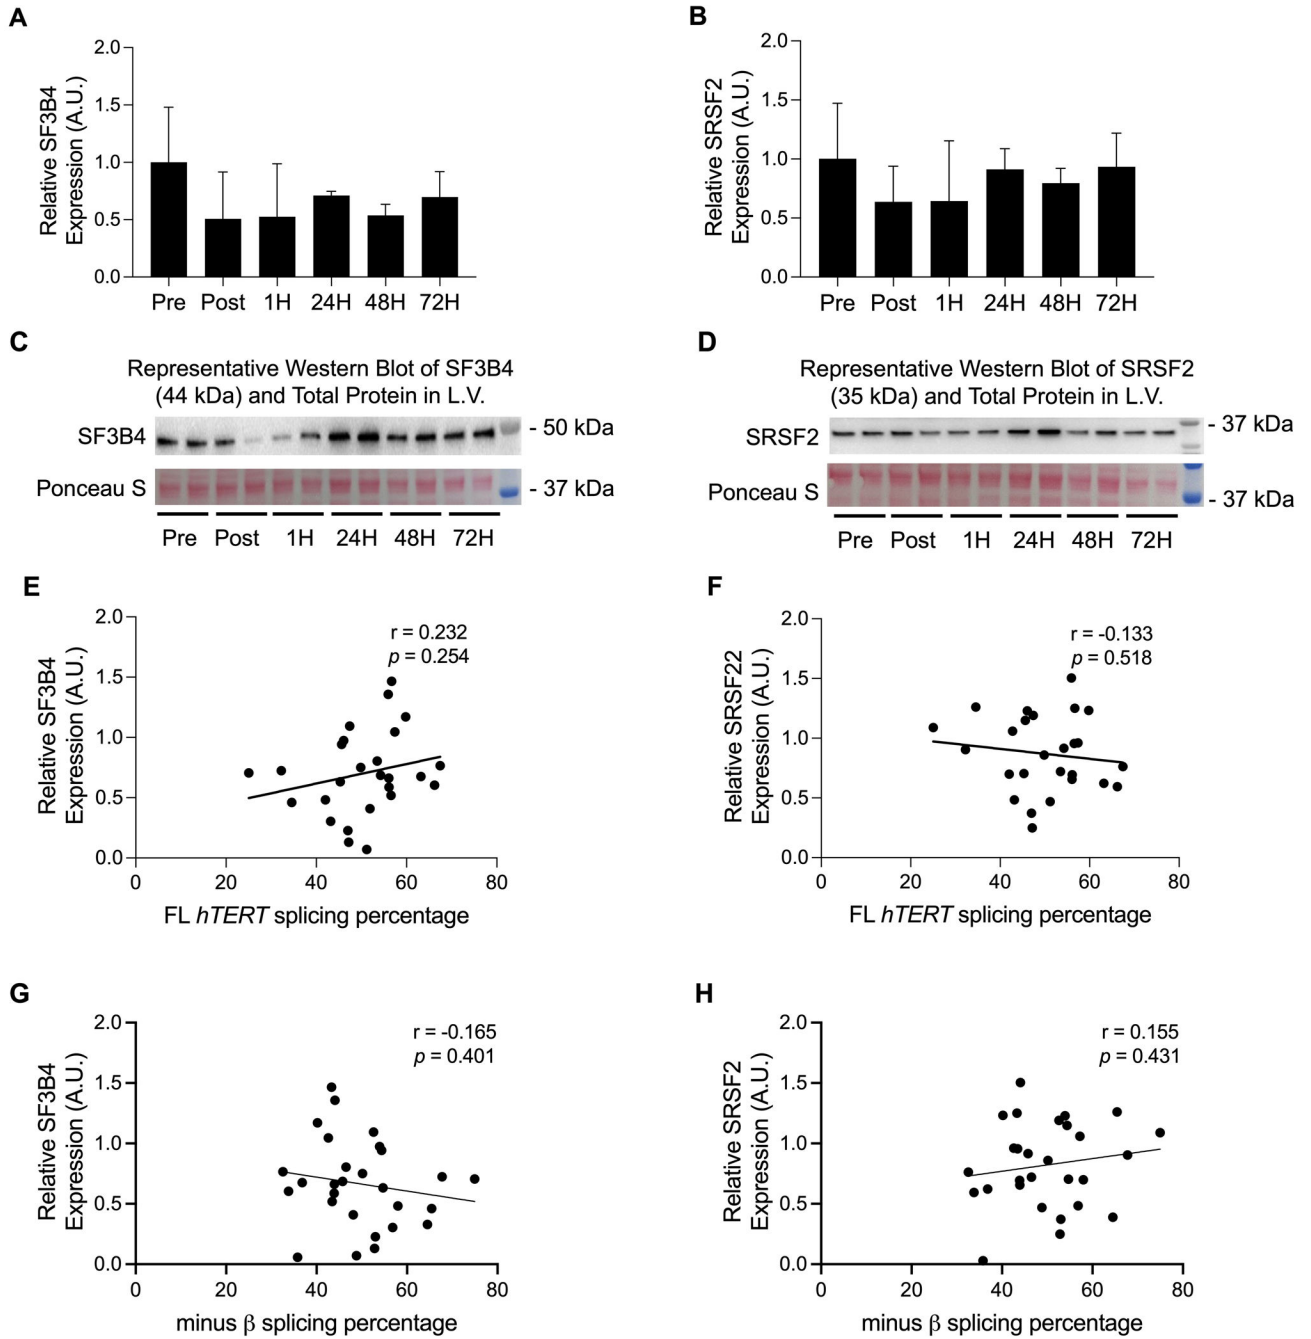 A
Relative SF3B4
Expression (A.U.)
2.0
1.5
1.0
0.5
0.0
Pre Post 1H 24H 48H 72H
B
Relative SRSF2
Expression (A.U.)
2.0
1.5
1.0
0.5
0.0
Pre Post 1H 24H 48H 72H
C
Representative Western Blot of SF3B4
(44 kDa) and Total Protein in L.V.
SF3B4
- 50 kDa
Ponceau S
- 37 kDa
Pre Post 1H 24H 48H 72H
D
Representative Western Blot of SRSF2
(35 kDa) and Total Protein in L.V.
SRSF2
- 37 kDa
Ponceau S
- 37 kDa
Pre Post 1H 24H 48H 72H
E
Relative SF3B4
Expression (A.U.)
2.0
1.5
1.0
0.5
0.0
r = 0.232
p = 0.254
0 20 40 60 80
FL hTERT splicing percentage
F
Relative SRSF22
Expression (A.U.)
2.0
1.5
1.0
0.5
0.0
r = -0.133
p = 0.518
0 20 40 60 80
FL hTERT splicing percentage
G
Relative SF3B4
Expression (A.U.)
2.0
1.5
1.0
0.5
0.0
r = -0.165
p = 0.401
0 20 40 60 80
minus β splicing percentage
H
Relative SRSF2
Expression (A.U.)
2.0
1.5
1.0
0.5
0.0
r = 0.155
p = 0.431
0 20 40 60 80
minus β splicing percentage